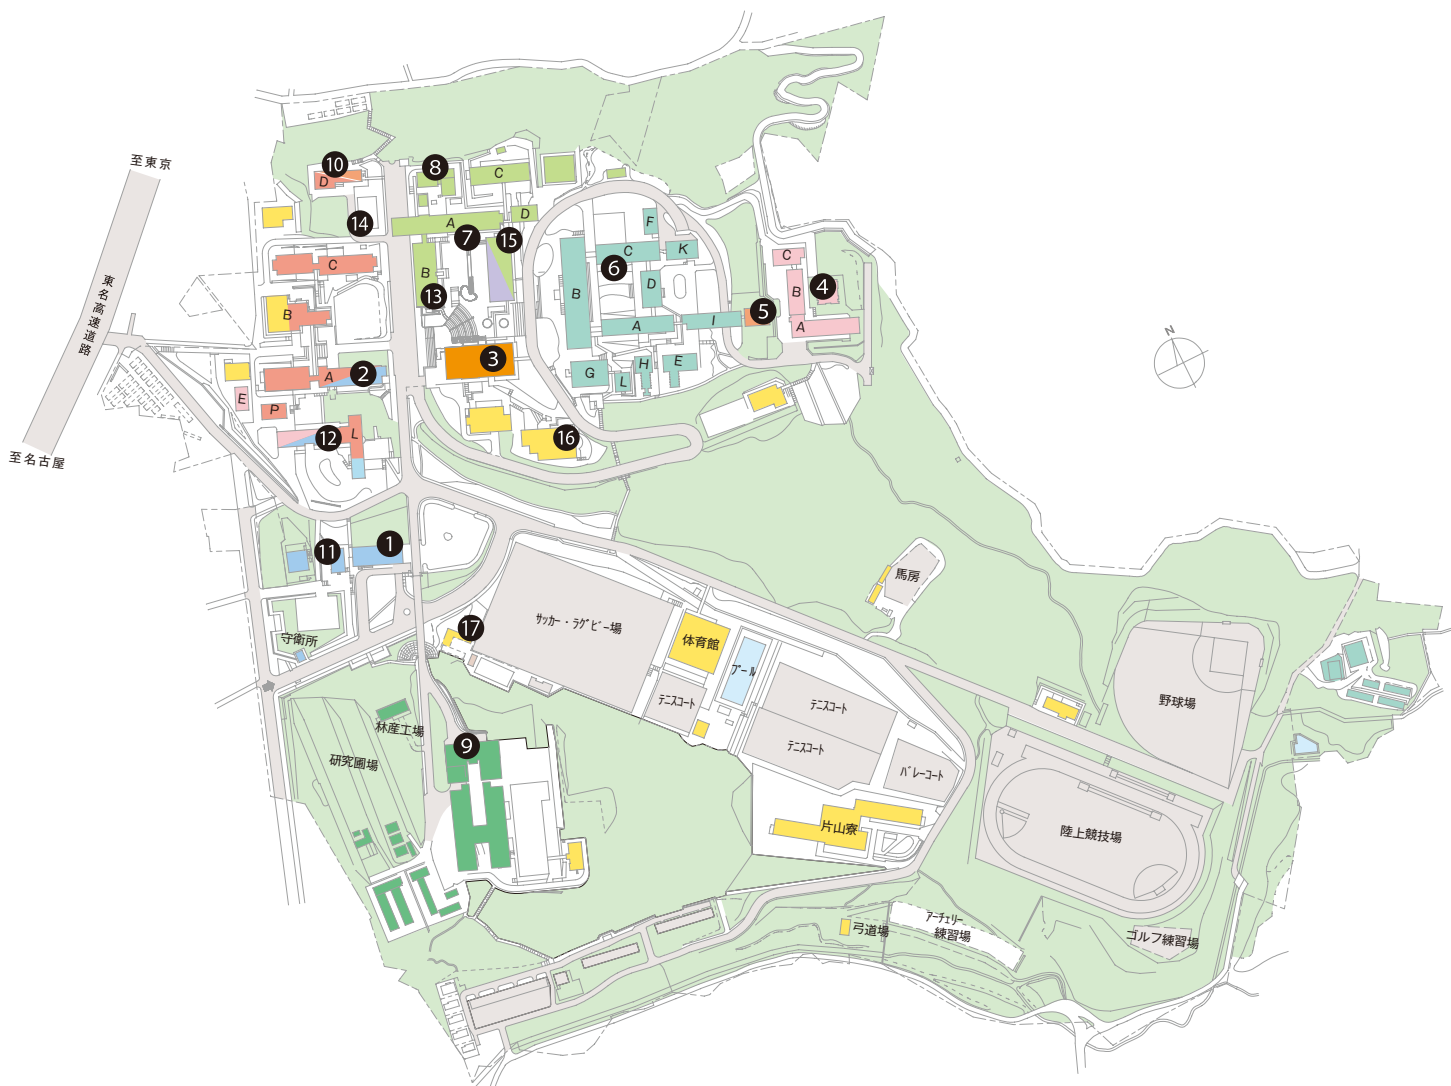 N
至東京
東名高速道路
至名古屋
10
D
14
C
B
A
2
E
P
12
L
8
C
A
D
7
15
B
13
3
16
F
C
K
6
B
D
A
I
5
G
L
H
E
C
B
4
A
11
1
守衛所
17
サッカー・ラグビー場
体育館
プール
テニスコート
テニスコート
テニスコート
バレーコート
馬房
野球場
林産工場
研究圃場
9
片山寮
陸上競技場
弓道場
アーチェリー
練習場
ゴルフ練習場